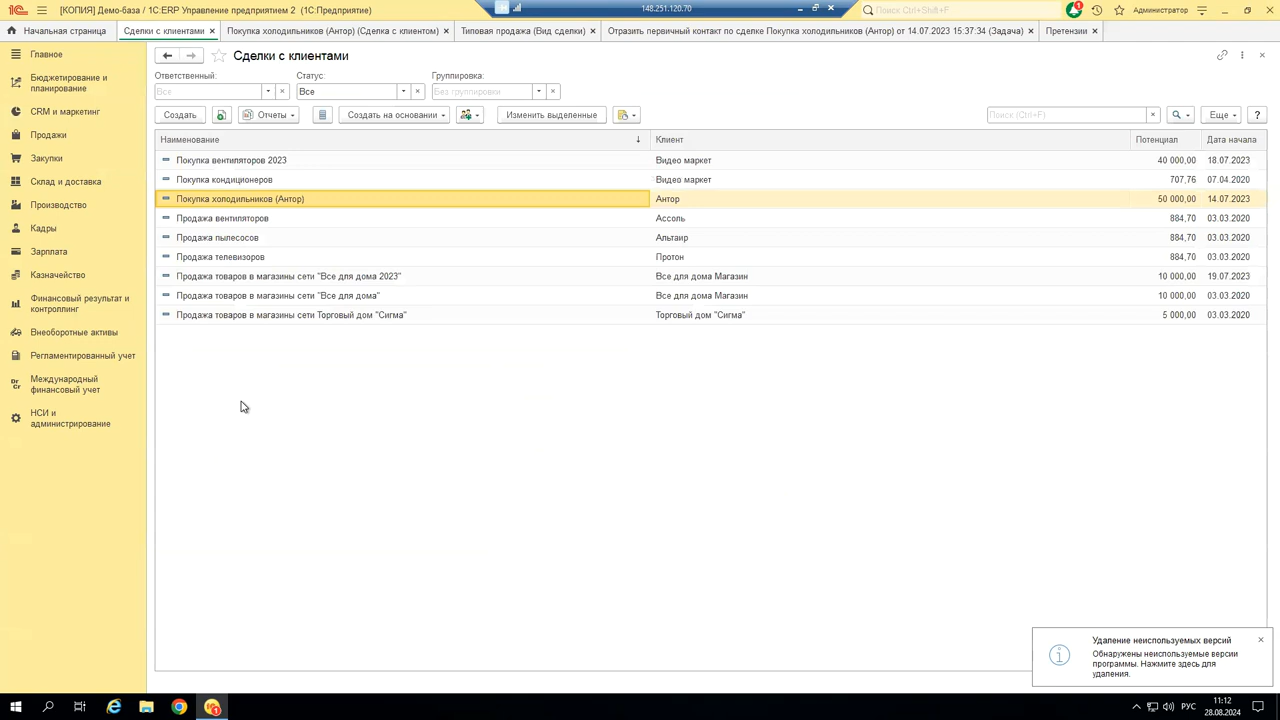 [КОПИЯ] Демо-база / 1С:ERP Управление предприятием 2 (1С:Предприятие)
148.251.120.70
Поиск Ctrl+Shift+F
Администратор
Начальная страница
Сделки с клиентами
Покупка холодильников (Антор) (Сделка с клиентом)
Типовая продажа (Вид сделки)
Отразить первичный контакт по сделке Покупка холодильников (Антор) от 14.07.2023 15:37:34 (Задача)
Претензии
Главное
Бюджетирование и
планирование
CRM и маркетинг
Продажи
Закупки
Склад и доставка
Производство
Кадры
Зарплата
Казначейство
Финансовый результат и
контроллинг
Внеоборотные активы
Регламентированный учет
Международный
финансовый учет
НСИ и
администрирование
Сделки с клиентами
Ответственный: Статус: Группировка:
Все Все Без группировки
Создать Отчеты Создать на основании Изменить выделенные Поиск (Ctrl+F) Еще ?
Наименование Клиент Потенциал Дата начала
Покупка вентиляторов 2023 Видео маркет 40 000,00 18.07.2023
Покупка кондиционеров Видео маркет 707,76 07.04.2020
Покупка холодильников (Антор) Антор 50 000,00 14.07.2023
Продажа вентиляторов Ассоль 884,70 03.03.2020
Продажа пылесосов Альтаир 884,70 03.03.2020
Продажа телевизоров Протон 884,70 03.03.2020
Продажа товаров в магазины сети "Все для дома 2023" Все для дома Магазин 10 000,00 19.07.2023
Продажа товаров в магазины сети "Все для дома" Все для дома Магазин 10 000,00 03.03.2020
Продажа товаров в магазины сети Торговый дом "Сигма" Торговый дом "Сигма" 5 000,00 03.03.2020
Удаление неиспользуемых версий
Обнаружены неиспользуемые версии
программы. Нажмите здесь для
удаления.
РУС
11:12
28.08.2024